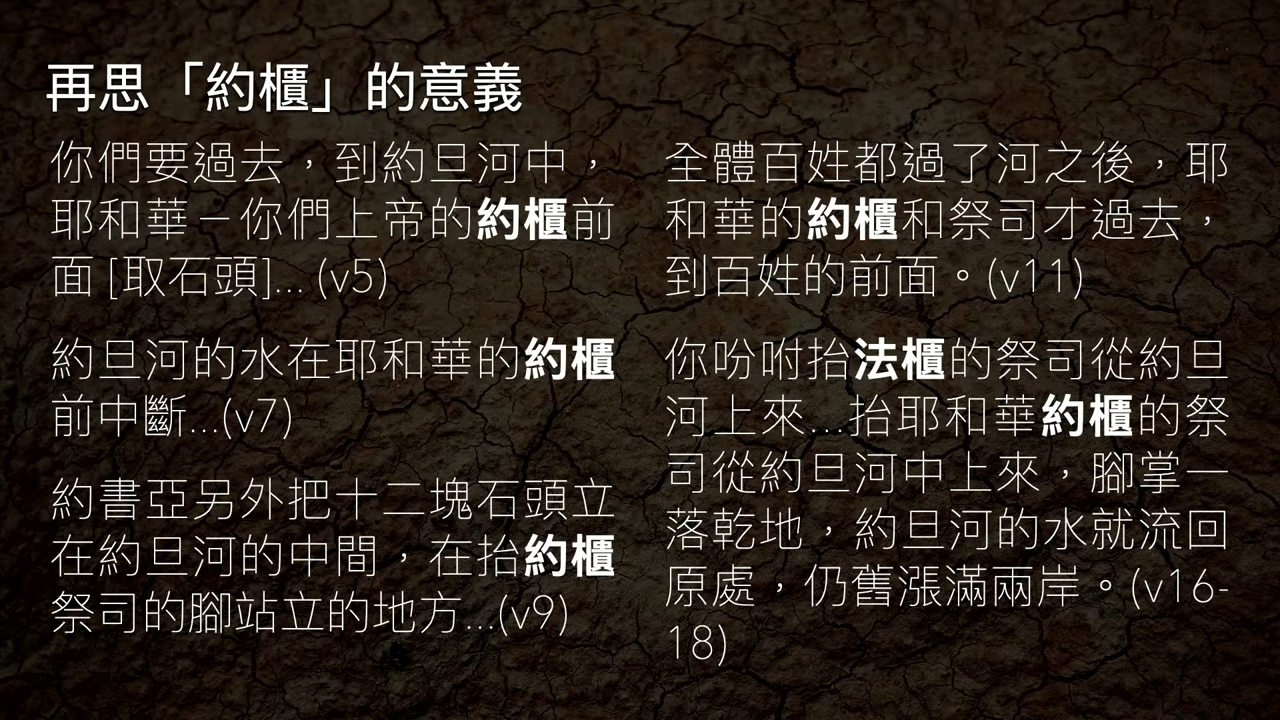 再思「約櫃」的意義
你們要過去，到約旦河中，
耶和華－你們上帝的約櫃前
面 [取石頭]... (v5)
約旦河的水在耶和華的約櫃
前中斷...(v7)
約書亞另外把十二塊石頭立
在約旦河的中間，在抬約櫃
祭司的腳站立的地方...(v9)
全體百姓都過了河之後，耶
和華的約櫃和祭司才過去，
到百姓的前面。(v11)
你吩咐抬法櫃的祭司從約旦
河上來...抬耶和華約櫃的祭
司從約旦河中上來，腳掌一
落乾地，約旦河的水就流回
原處，仍舊漲滿兩岸。(v16-
18)